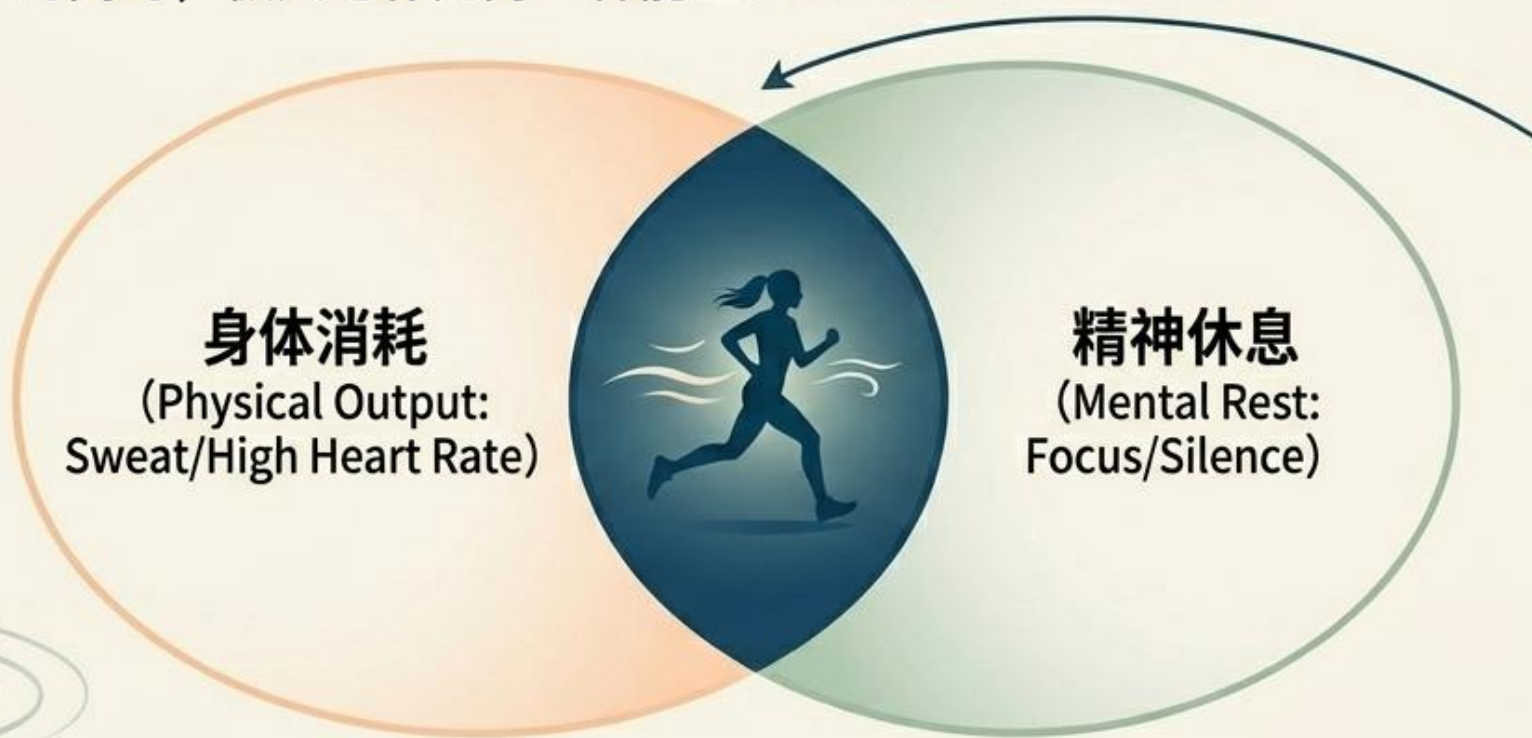 身体消耗
（Physical Output:
Sweat/High Heart Rate）
精神休息
（Mental Rest:
Focus/Silence）